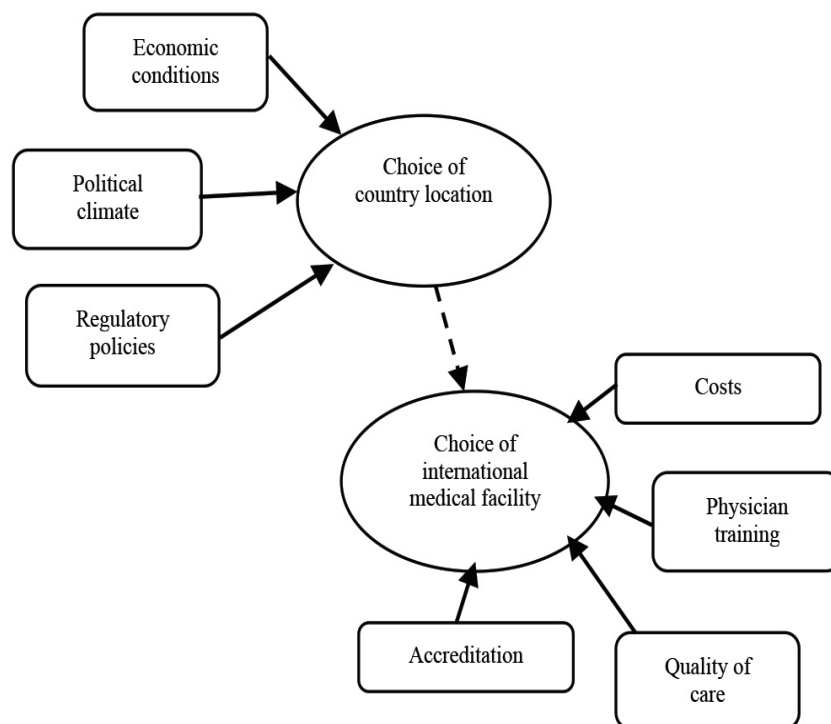 Economic
conditions
Choice of
country location
Political
climate
Regulatory
policies
Costs
Choice of
international
medical facility
Physician
training
Accreditation
Quality of
care